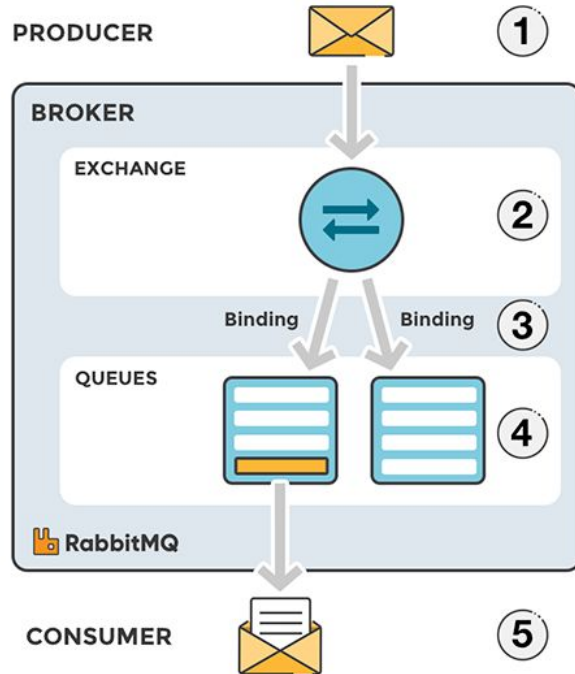 PRODUCER 1
BROKER
EXCHANGE
2
Binding Binding 3
QUEUES
4
RabbitMQ
CONSUMER 5